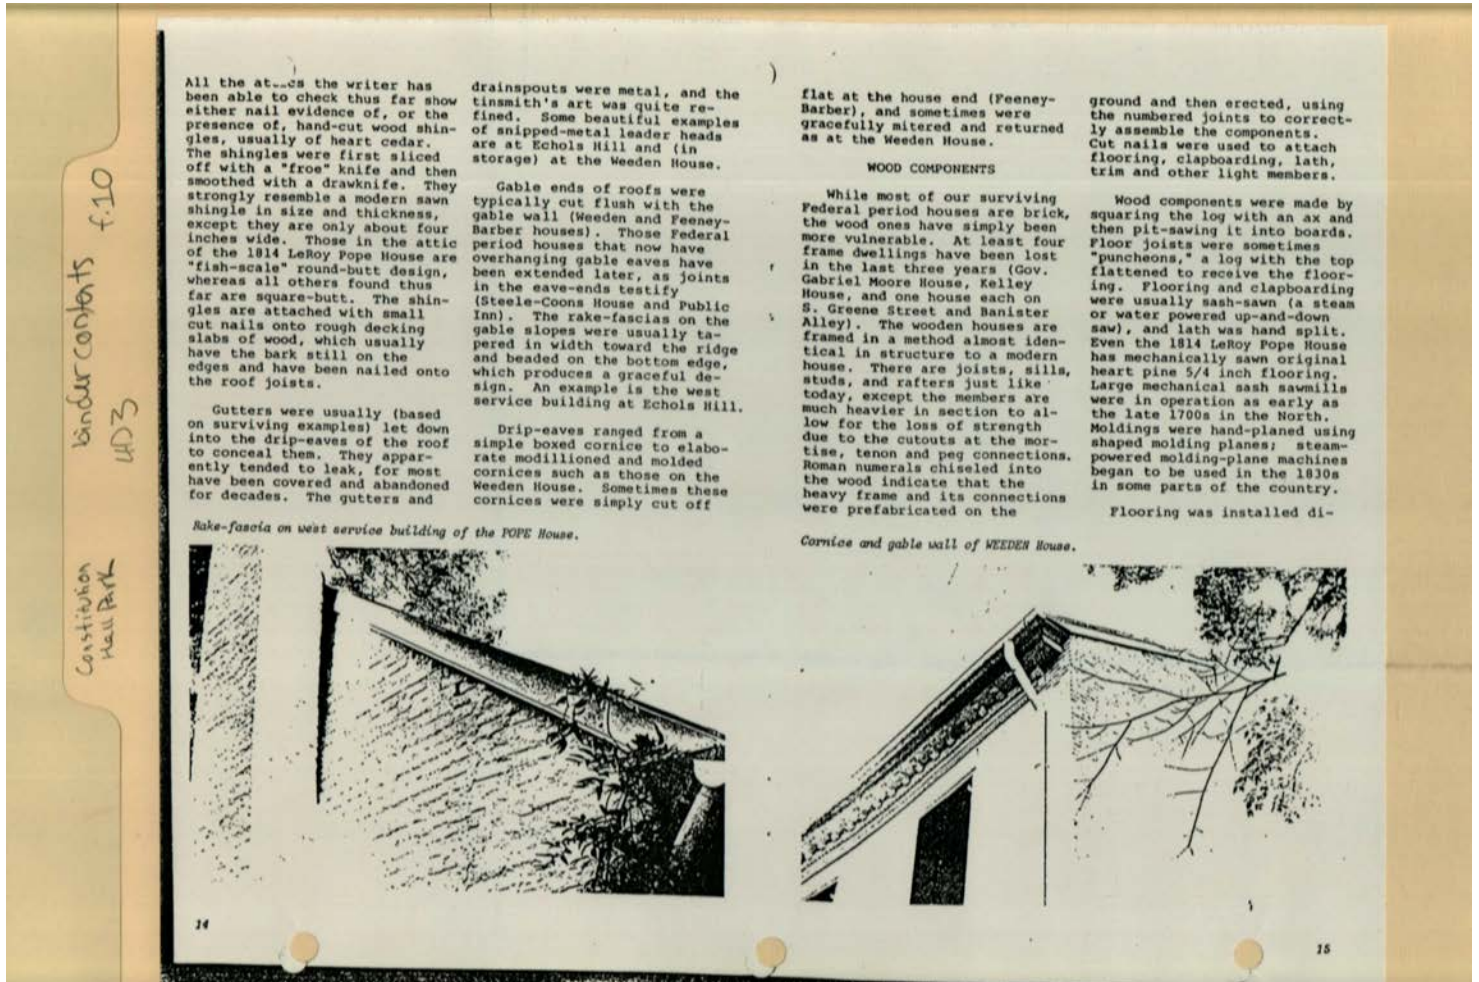 Constitution
Hall Park
binder contents f.10
All the the writer has
been able to check thus far show
either nail evidence of, or the
presence of, hand-cut wood shin-
gles, usually of heart cedar.
The shingles were first sliced
off with a "froe" knife and then
smoothed with a drawknife. They
strongly resemble a modern sawn
shingle in size and thickness,
except they are only about four
inches wide. Those in the attic
of the 1814 LeRoy Pope House are
"fish-scale" round-butt design,
whereas all others found thus
far are square-butt. The shin-
gles are attached with small
cut nails onto rough decking
slabs of wood, which usually
have the bark still on the
edges and have been nailed onto
the roof joists.
Gutters were usually (based
on surviving examples) let down
into the drip-eaves of the roof
to conceal them. They appar-
ently tended to leak, for most
have been covered and abandoned
for decades. The gutters and
drainspouts were metal, and the
tinsmith's art was quite re-
fined. Some beautiful examples
of snipped-metal leader heads
are at Echols Hill and (in
storage) at the Weeden House.
Gable ends of roofs were
typically cut flush with the
gable wall (Weeden and Feeney-
Barber houses). Those Federal
period houses that now have
overhanging gable eaves have
been extended later, as joints
in the eave-ends testify
(Steele-Coons House and Public
Inn). The rake-fascias on the
gable slopes were usually ta-
pered in width toward the ridge
and beaded on the bottom edge,
which produces a graceful de-
sign. An example is the west
service building at Echols Hill.
Drip-eaves ranged from a
simple boxed cornice to elabo-
rate modillioned and molded
cornices such as those on the
Weeden House. Sometimes these
cornices were simply cut off
Rake-fascia on west service building of the POPE House.
14
flat at the house end (Feeney-
Barber), and sometimes were
gracefully mitered and returned
as at the Weeden House.
WOOD COMPONENTS
While most of our surviving
Federal period houses are brick,
the wood ones have simply been
more vulnerable. At least four
frame dwellings have been lost
in the last three years (Gov.
Gabriel Moore House, Kelley
House, and one house each on
S. Greene Street and Banister
Alley). The wooden houses are
framed in a method almost iden-
tical in structure to a modern
house. There are joists, sills,
studs, and rafters just like
today, except the members are
much heavier in section to al-
low for the loss of strength
due to the cutouts at the mor-
tise, tenon and peg connections.
Roman numerals chiseled into
the wood indicate that the
heavy frame and its connections
were prefabricated on the
ground and then erected, using
the numbered joints to correct-
ly assemble the components.
Cut nails were used to attach
flooring, clapboarding, lath,
trim and other light members.
Wood components were made by
squaring the log with an ax and
then pit-sawing it into boards.
Floor joists were sometimes
"puncheons," a log with the top
flattened to receive the floor-
ing. Flooring and clapboarding
were usually sash-sawn (a steam
or water powered up-and-down
saw), and lath was hand split.
Even the 1814 LeRoy Pope House
has mechanically sawn original
heart pine 5/4 inch flooring.
Large mechanical sash sawmills
were in operation as early as
the late 1700s in the North.
Moldings were hand-planed using
shaped molding planes; steam-
powered molding-plane machines
began to be used in the 1830s
in some parts of the country.
Flooring was installed di-
Cornice and gable wall of WEEDEN House.
15